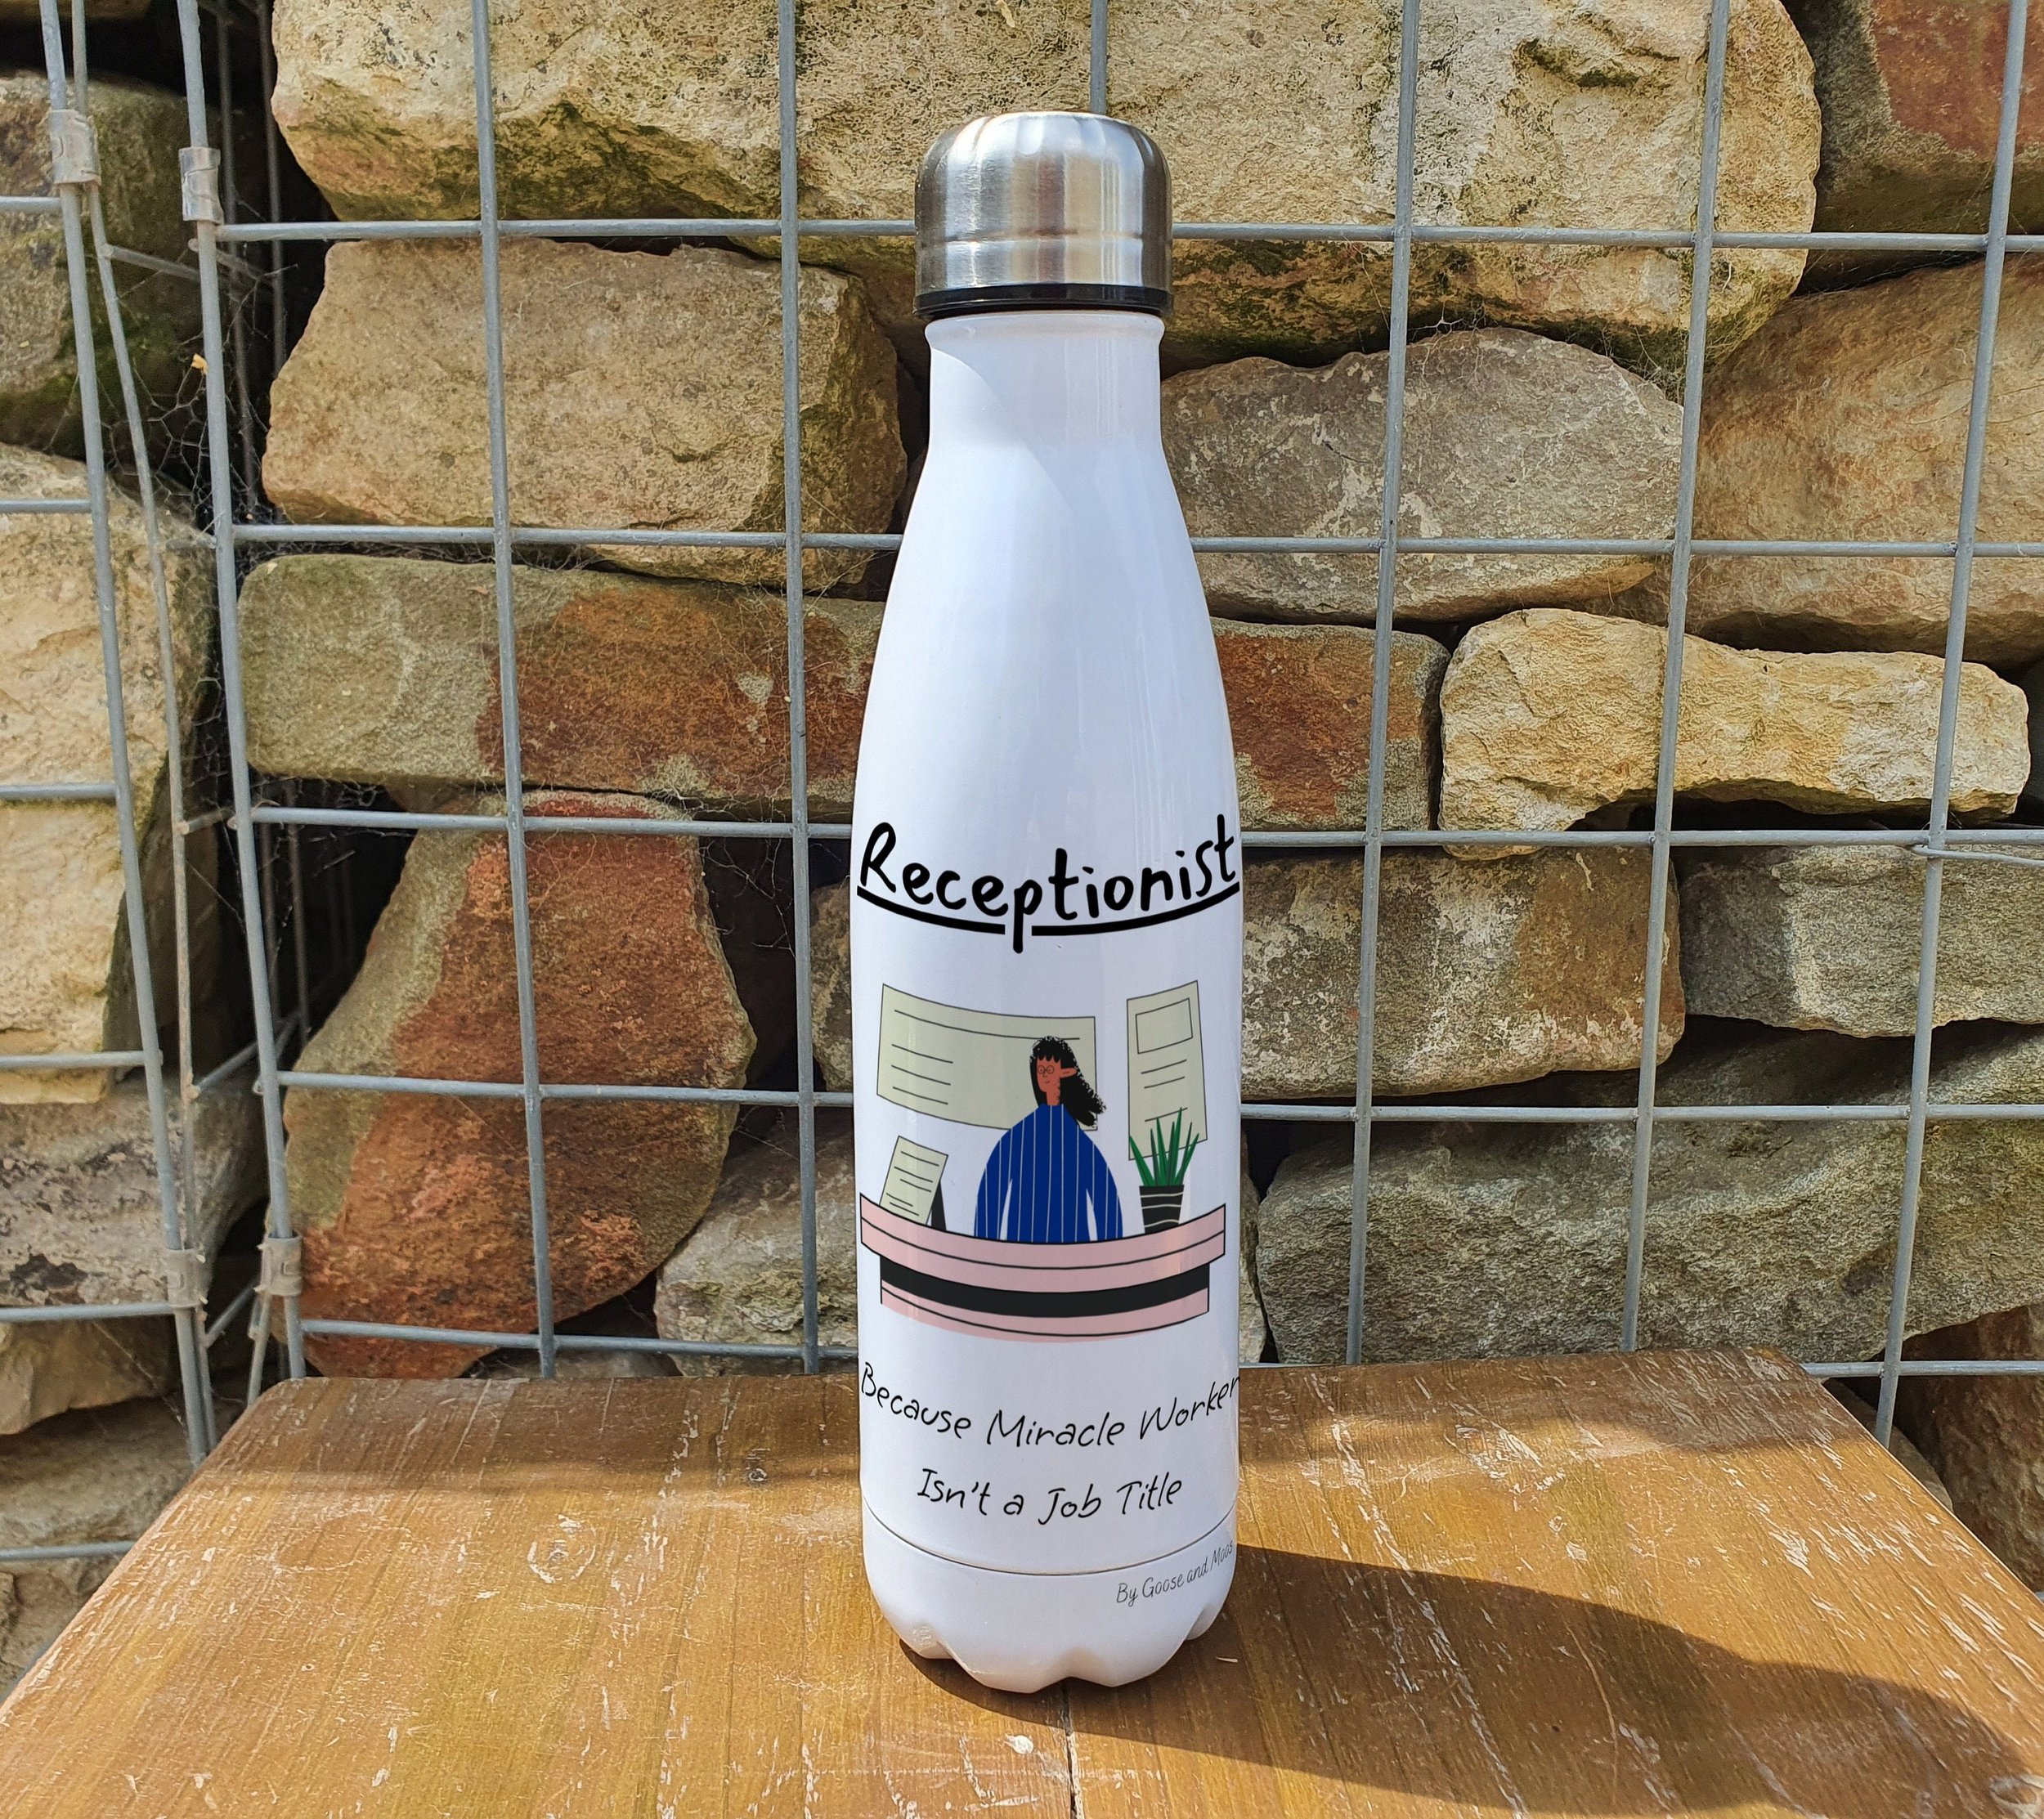 Receptionist
Because Miracle Worker
Isn't a Job Title
By Goose and